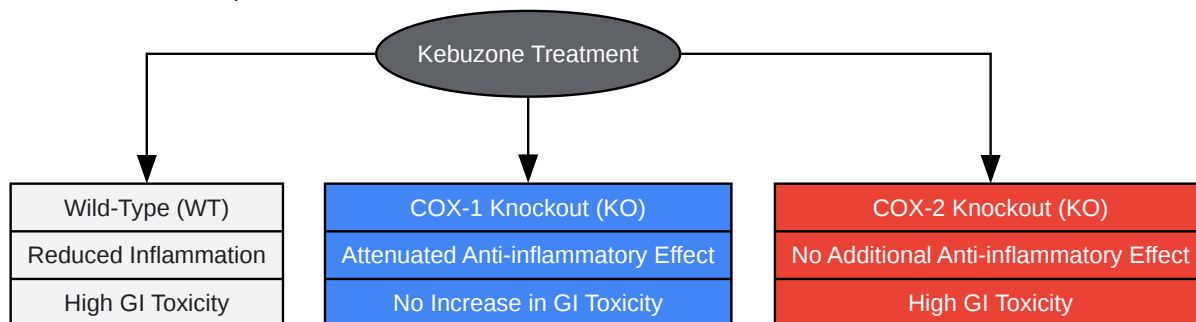 Kebuzone Treatment
Wild-Type (WT)
Reduced Inflammation
High GI Toxicity
COX-1 Knockout (KO)
Attenuated Anti-inflammatory Effect
No Increase in GI Toxicity
COX-2 Knockout (KO)
No Additional Anti-inflammatory Effect
High GI Toxicity